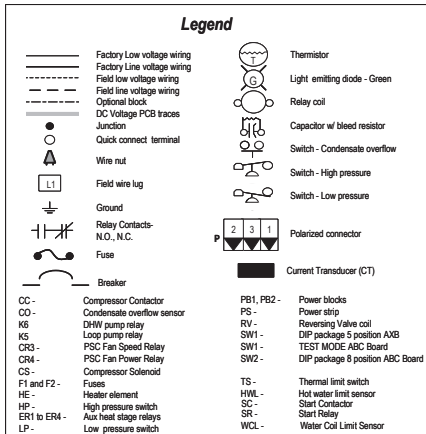 Legend
Factory Low voltage wiring
Factory Line voltage wiring
Field low voltage wiring
Field line voltage wiring
Optional block
DC Voltage PCB traces
Junction
Quick connect terminal
Wire nut
L1
Field wire lug
Ground
Relay Contacts-
N.O., N.C.
Fuse
Breaker
T
Thermistor
G
Light emitting diode - Green
Relay coil
Capacitor w/ bleed resistor
Switch - Condensate overflow
Switch - High pressure
Switch - Low pressure
P
2 3 1
Polarized connector
Current Transducer (CT)
CC - Compressor Contactor
CO - Condensate overflow sensor
K6 DHW pump relay
K5 Loop pump relay
CR3 - PSC Fan Speed Relay
CR4 - PSC Fan Power Relay
CS - Compressor Solenoid
F1 and F2 - Fuses
HE - Heater element
HP - High pressure switch
ER1 to ER4 - Aux heat stage relays
LP - Low pressure switch
PB1, PB2 - Power blocks
PS - Power strip
RV - Reversing Valve coil
SW1 - DIP package 5 position AXB
SW1 - TEST MODE ABC Board
SW2 - DIP package 8 position ABC Board
TS - Thermal limit switch
HWL - Hot water limit sensor
SC - Start Contactor
SR - Start Relay
WCL - Water Coil Limit Sensor